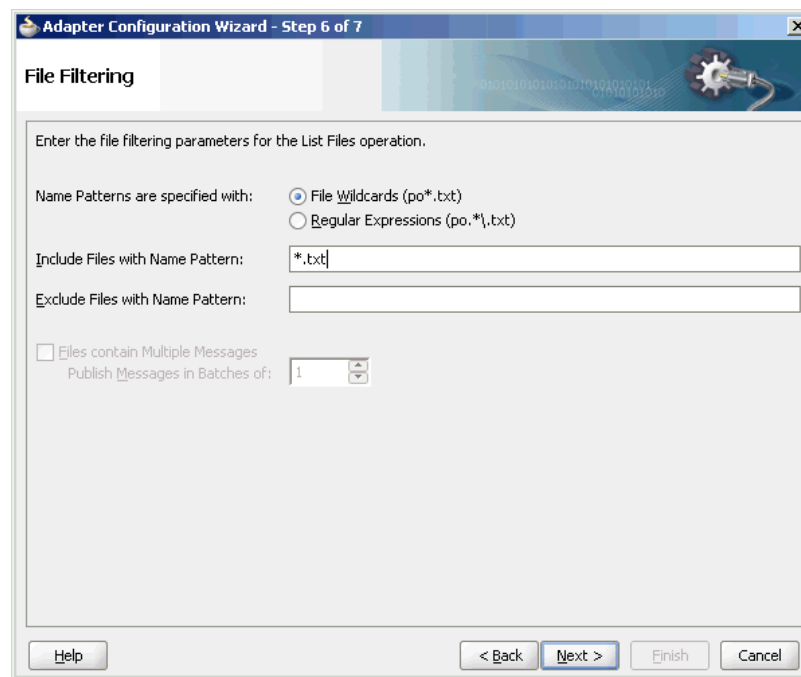 Adapter Configuration Wizard - Step 6 of 7
File Filtering
Enter the file filtering parameters for the List Files operation.
Name Patterns are specified with:
File Wildcards (po*.txt)
Regular Expressions (po.*\.txt)
Include Files with Name Pattern:
*.txt
Exclude Files with Name Pattern:
Files contain Multiple Messages
Publish Messages in Batches of:
1
Help
< Back
Next >
Finish
Cancel